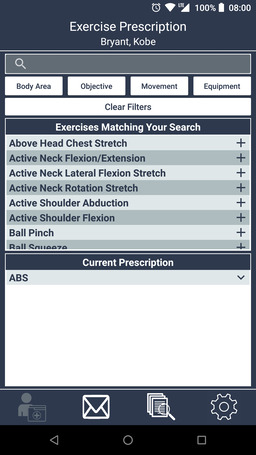 100% 08:00
Exercise Prescription
Bryant, Kobe
Body Area Objective Movement Equipment
Clear Filters
Exercises Matching Your Search
Above Head Chest Stretch
Active Neck Flexion/Extension
Active Neck Lateral Flexion Stretch
Active Neck Rotation Stretch
Active Shoulder Abduction
Active Shoulder Flexion
Ball Pinch
Ball Squeeze
Current Prescription
ABS